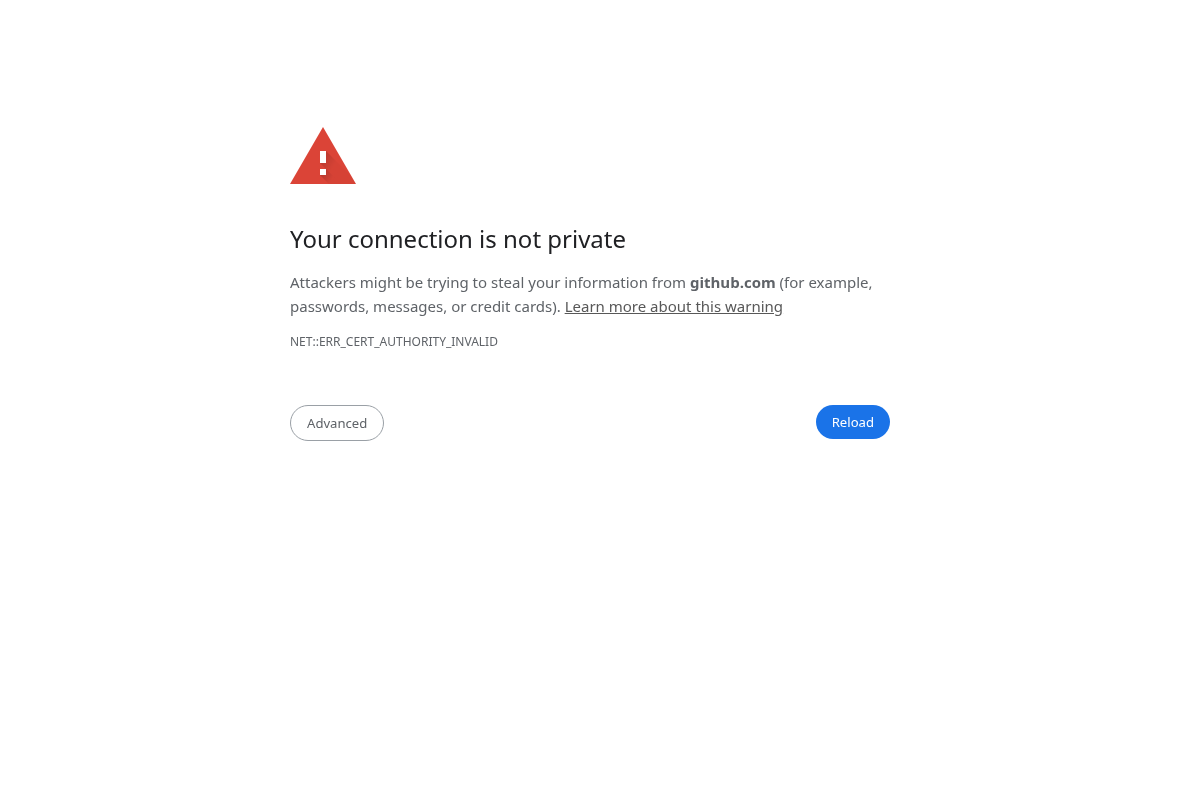 Your connection is not private
Attackers might be trying to steal your information from github.com (for example,
passwords, messages, or credit cards). Learn more about this warning
NET::ERR_CERT_AUTHORITY_INVALID
Advanced
Reload